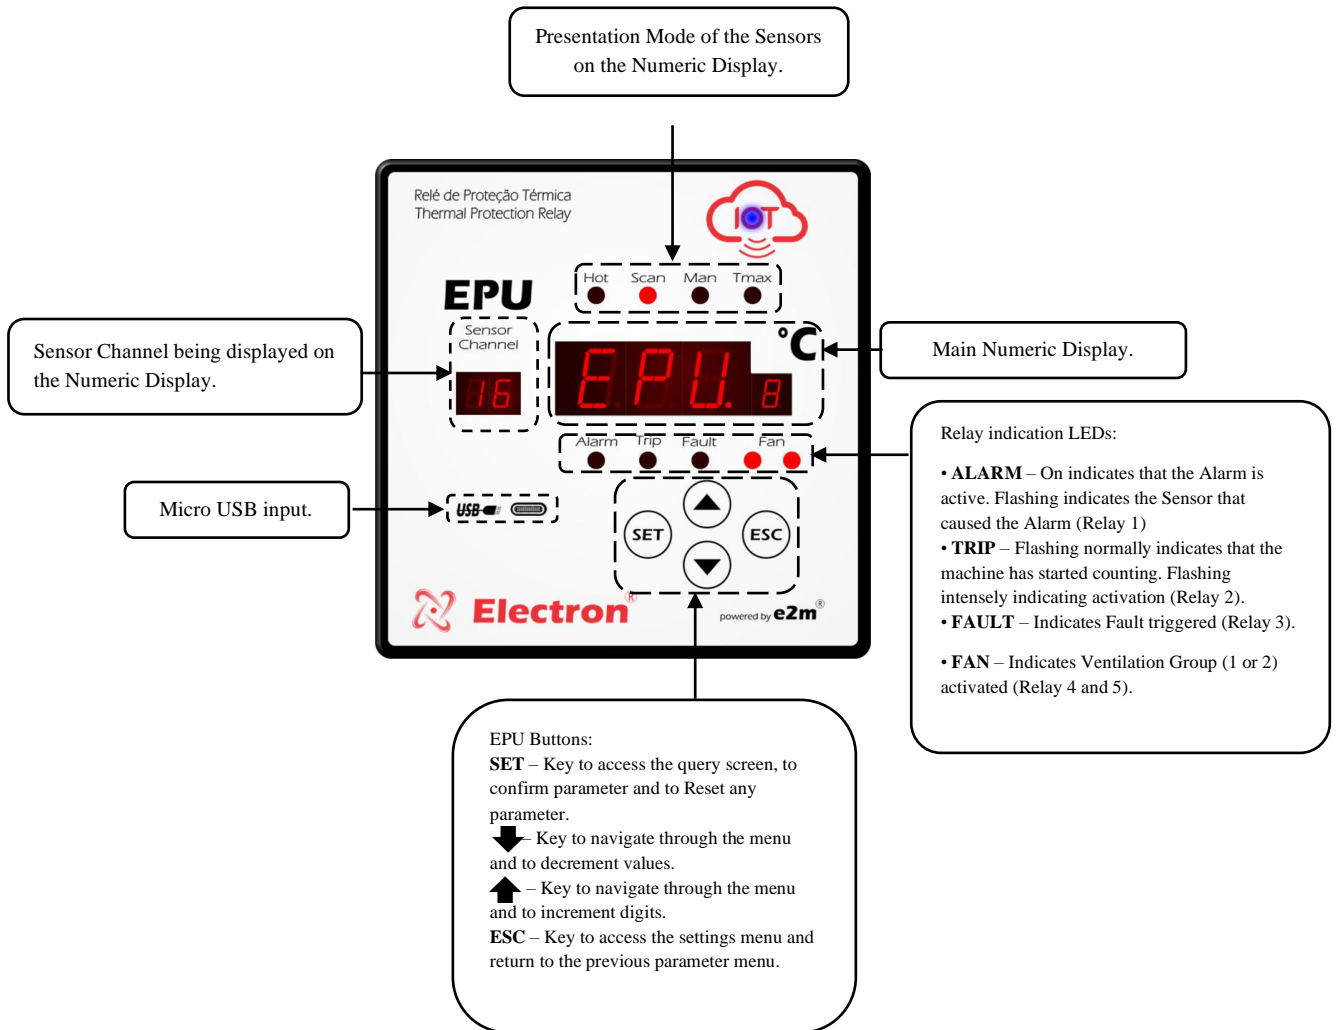 Presentation Mode of the Sensors
on the Numeric Display.
Relé de Proteção Térmica
Thermal Protection Relay
IOT
Hot Scan Man Tmax
EPU
Sensor
Channel
16
EPU.8
°C
Sensor Channel being displayed on
the Numeric Display.
Main Numeric Display.
Alarm Trip Fault Fan
Relay indication LEDs:
• ALARM – On indicates that the Alarm is
active. Flashing indicates the Sensor that
caused the Alarm (Relay 1)
• TRIP – Flashing normally indicates that the
machine has started counting. Flashing
intensely indicating activation (Relay 2).
• FAULT – Indicates Fault triggered (Relay 3).
• FAN – Indicates Ventilation Group (1 or 2)
activated (Relay 4 and 5).
Micro USB input.
USB
SET
ESC
Electron®
powered by e2m®
EPU Buttons:
SET – Key to access the query screen, to
confirm parameter and to Reset any
parameter.
– Key to navigate through the menu
and to decrement values.
– Key to navigate through the menu
and to increment digits.
ESC – Key to access the settings menu and
return to the previous parameter menu.